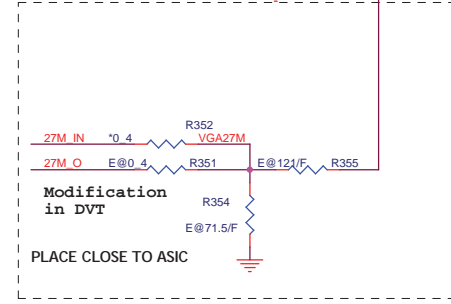 R352
27M_IN *0_4 VGA27M
27M_O E@0_4 R351 E@121/F R355
Modification
in DVT
R354
E@71.5/F
PLACE CLOSE TO ASIC